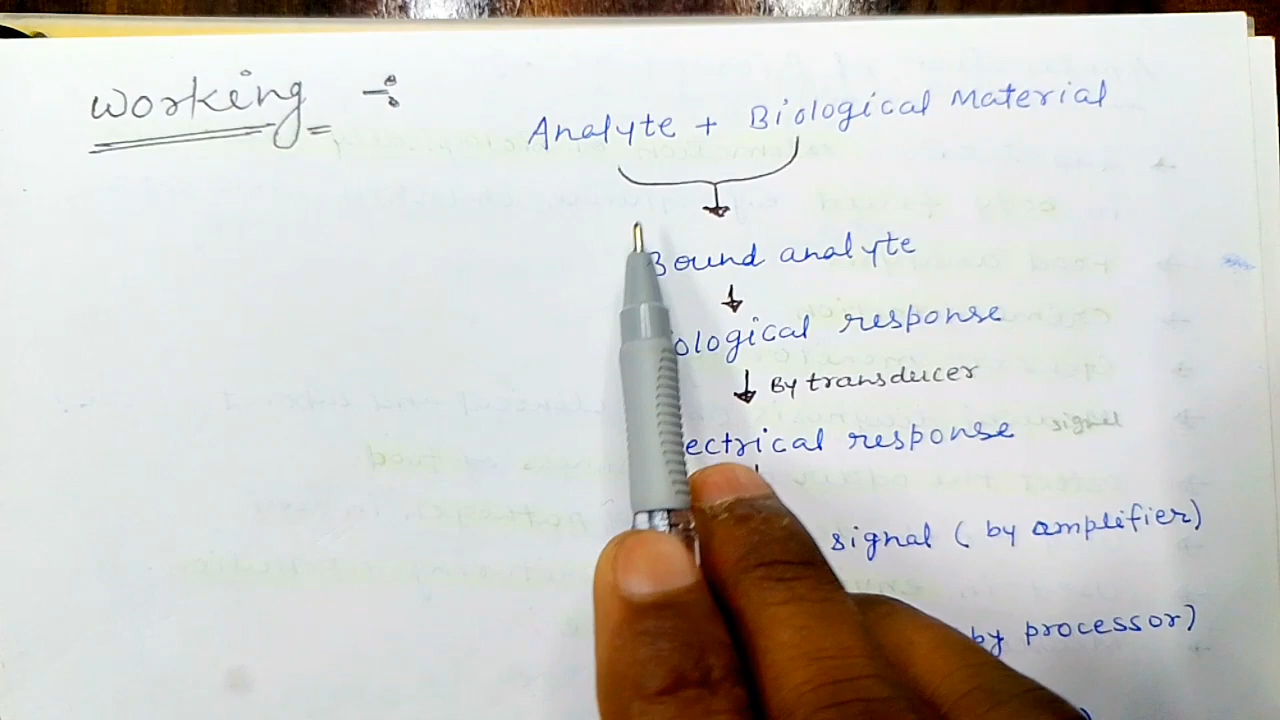 Working :-
Analyte + Biological Material
Bound analyte
ological response
By transducer
ectrical response signal
signal (by amplifier)
by processor)